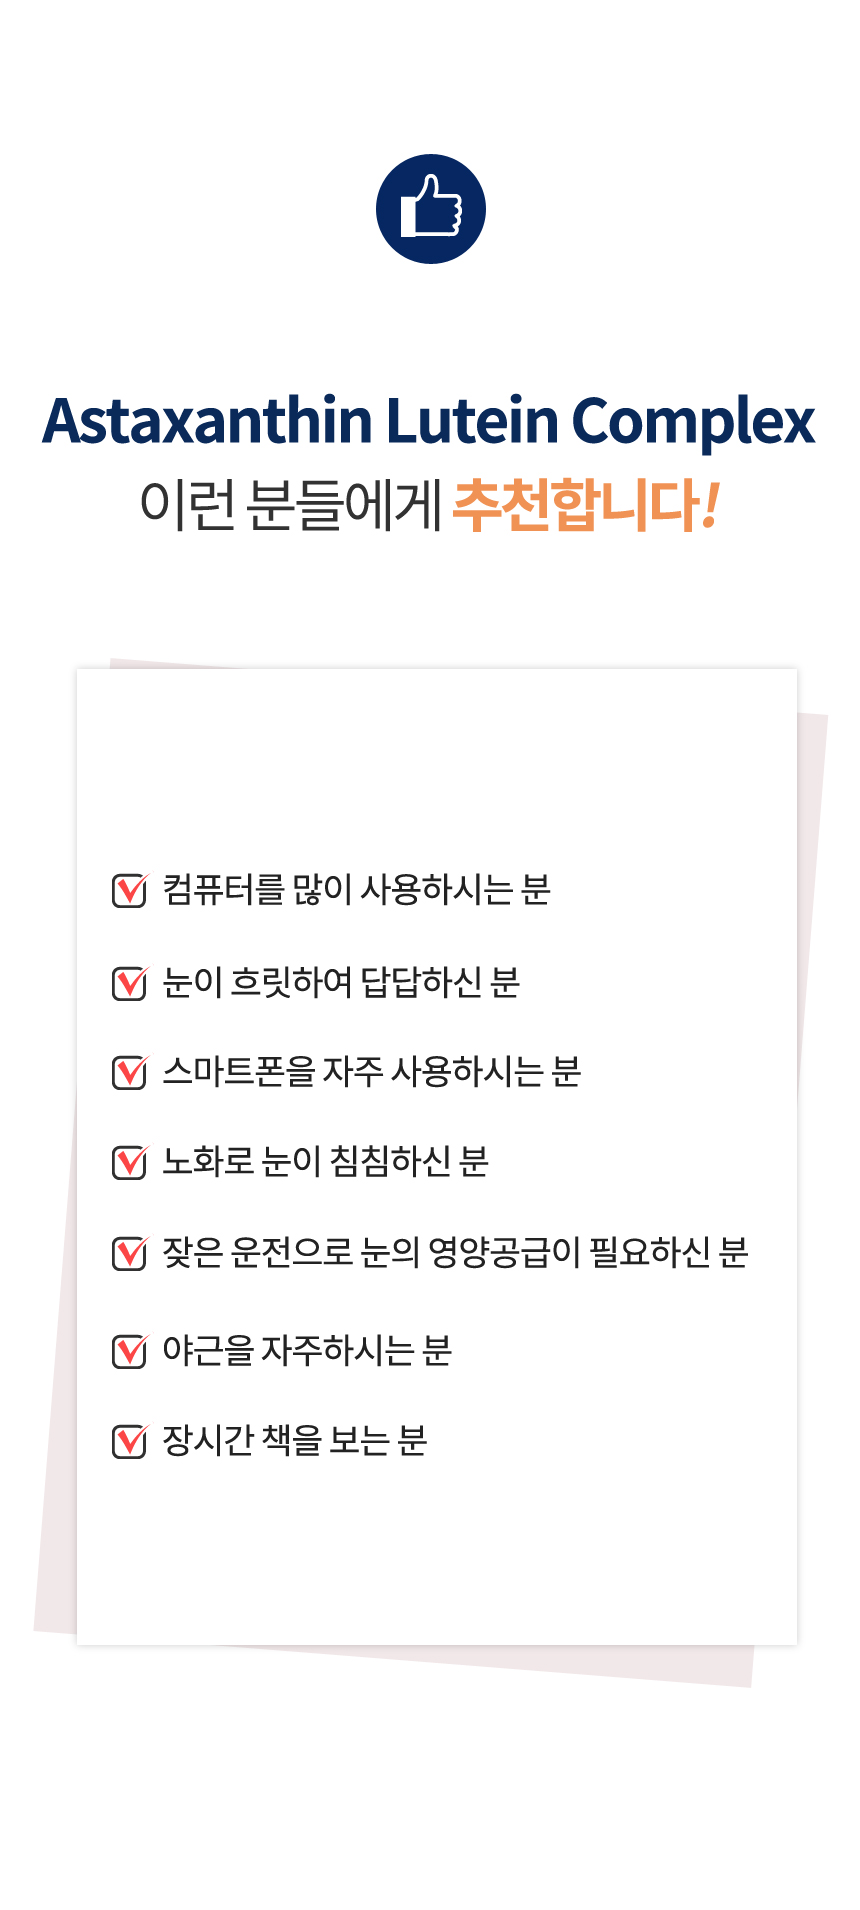 Astaxanthin Lutein Complex
이런 분들에게 추천합니다!
컴퓨터를 많이 사용하시는 분
눈이 흐릿하여 답답하신 분
스마트폰을 자주 사용하시는 분
노화로 눈이 침침하신 분
잦은 운전으로 눈의 영양공급이 필요하신 분
야근을 자주하시는 분
장시간 책을 보는 분